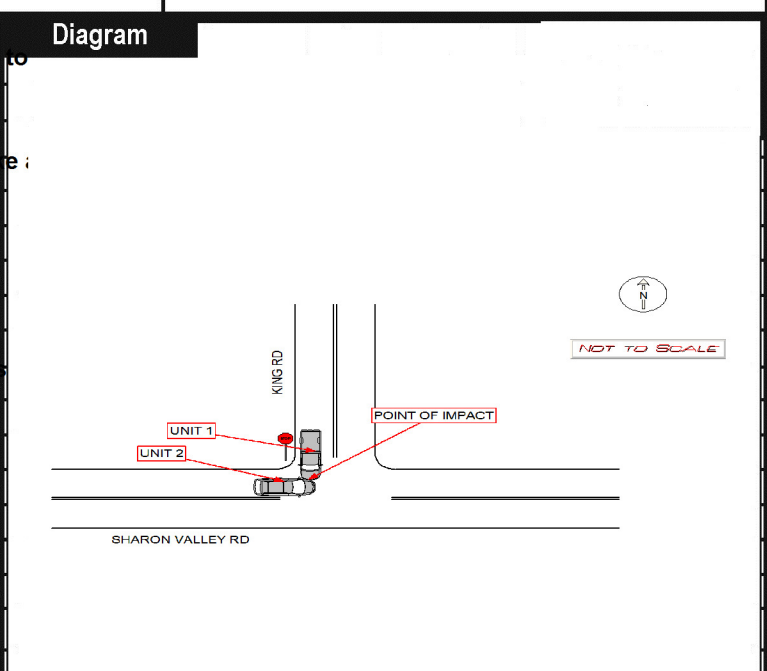 Diagram
to
e a
N
NOT TO SCALE
KING RD
POINT OF IMPACT
UNIT 1
UNIT 2
SHARON VALLEY RD